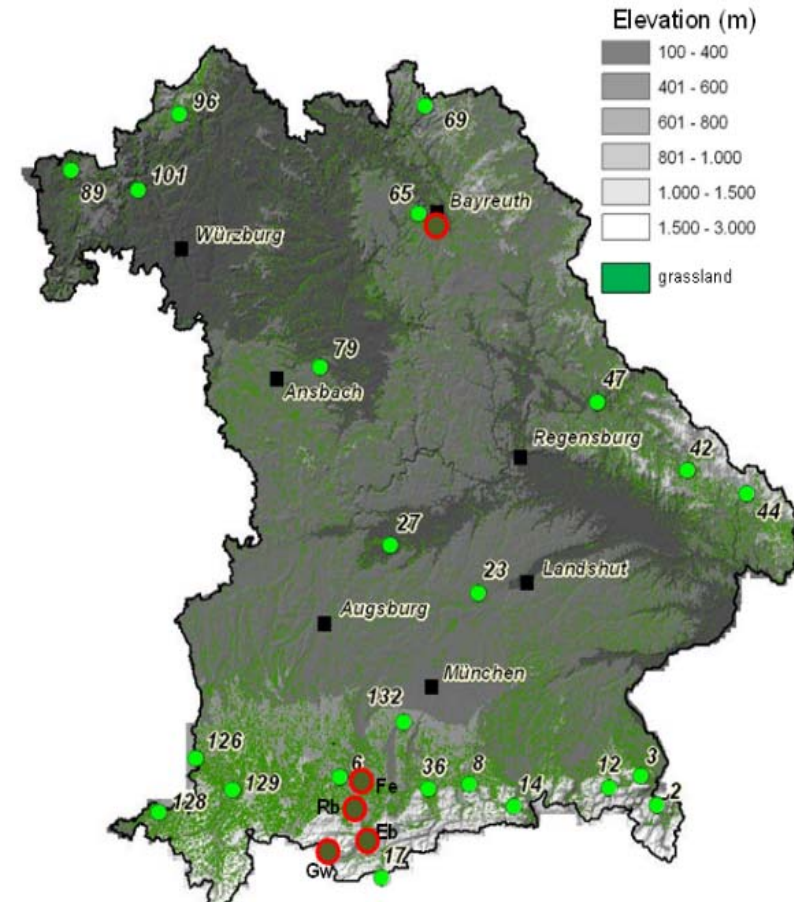 Elevation (m)
100 - 400
401 - 600
601 - 800
801 - 1.000
1.000 - 1.500
1.500 - 3.000
grassland
96
69
89
101
65
Bayreuth
Würzburg
79
Ansbach
47
Regensburg
42
44
27
23
Landshut
Augsburg
München
132
126
6
Fe
36
8
12
3
129
14
2
128
Rb
Eb
Gw
17